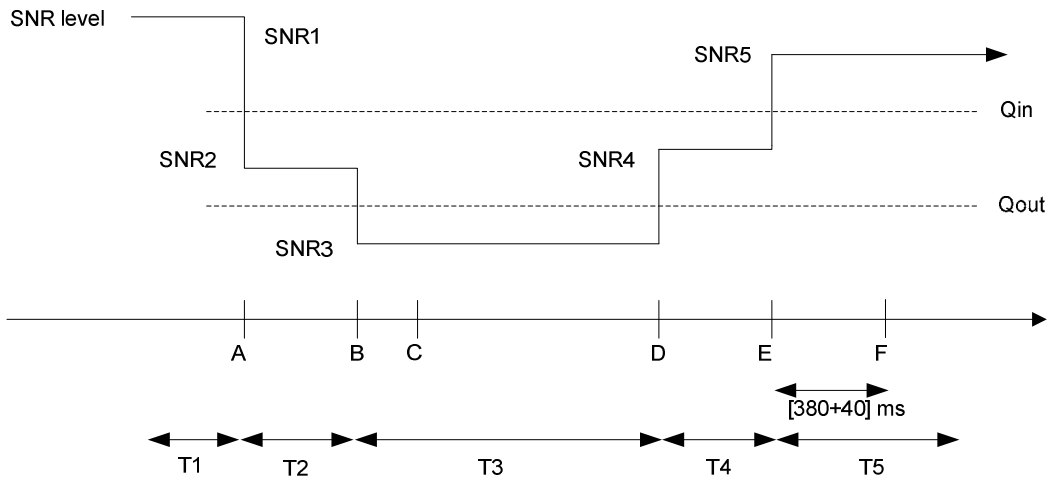 SNR level
SNR1
SNR5
Qin
SNR2
SNR4
Qout
SNR3
A
B
C
D
E
F
[380+40] ms
T1
T2
T3
T4
T5